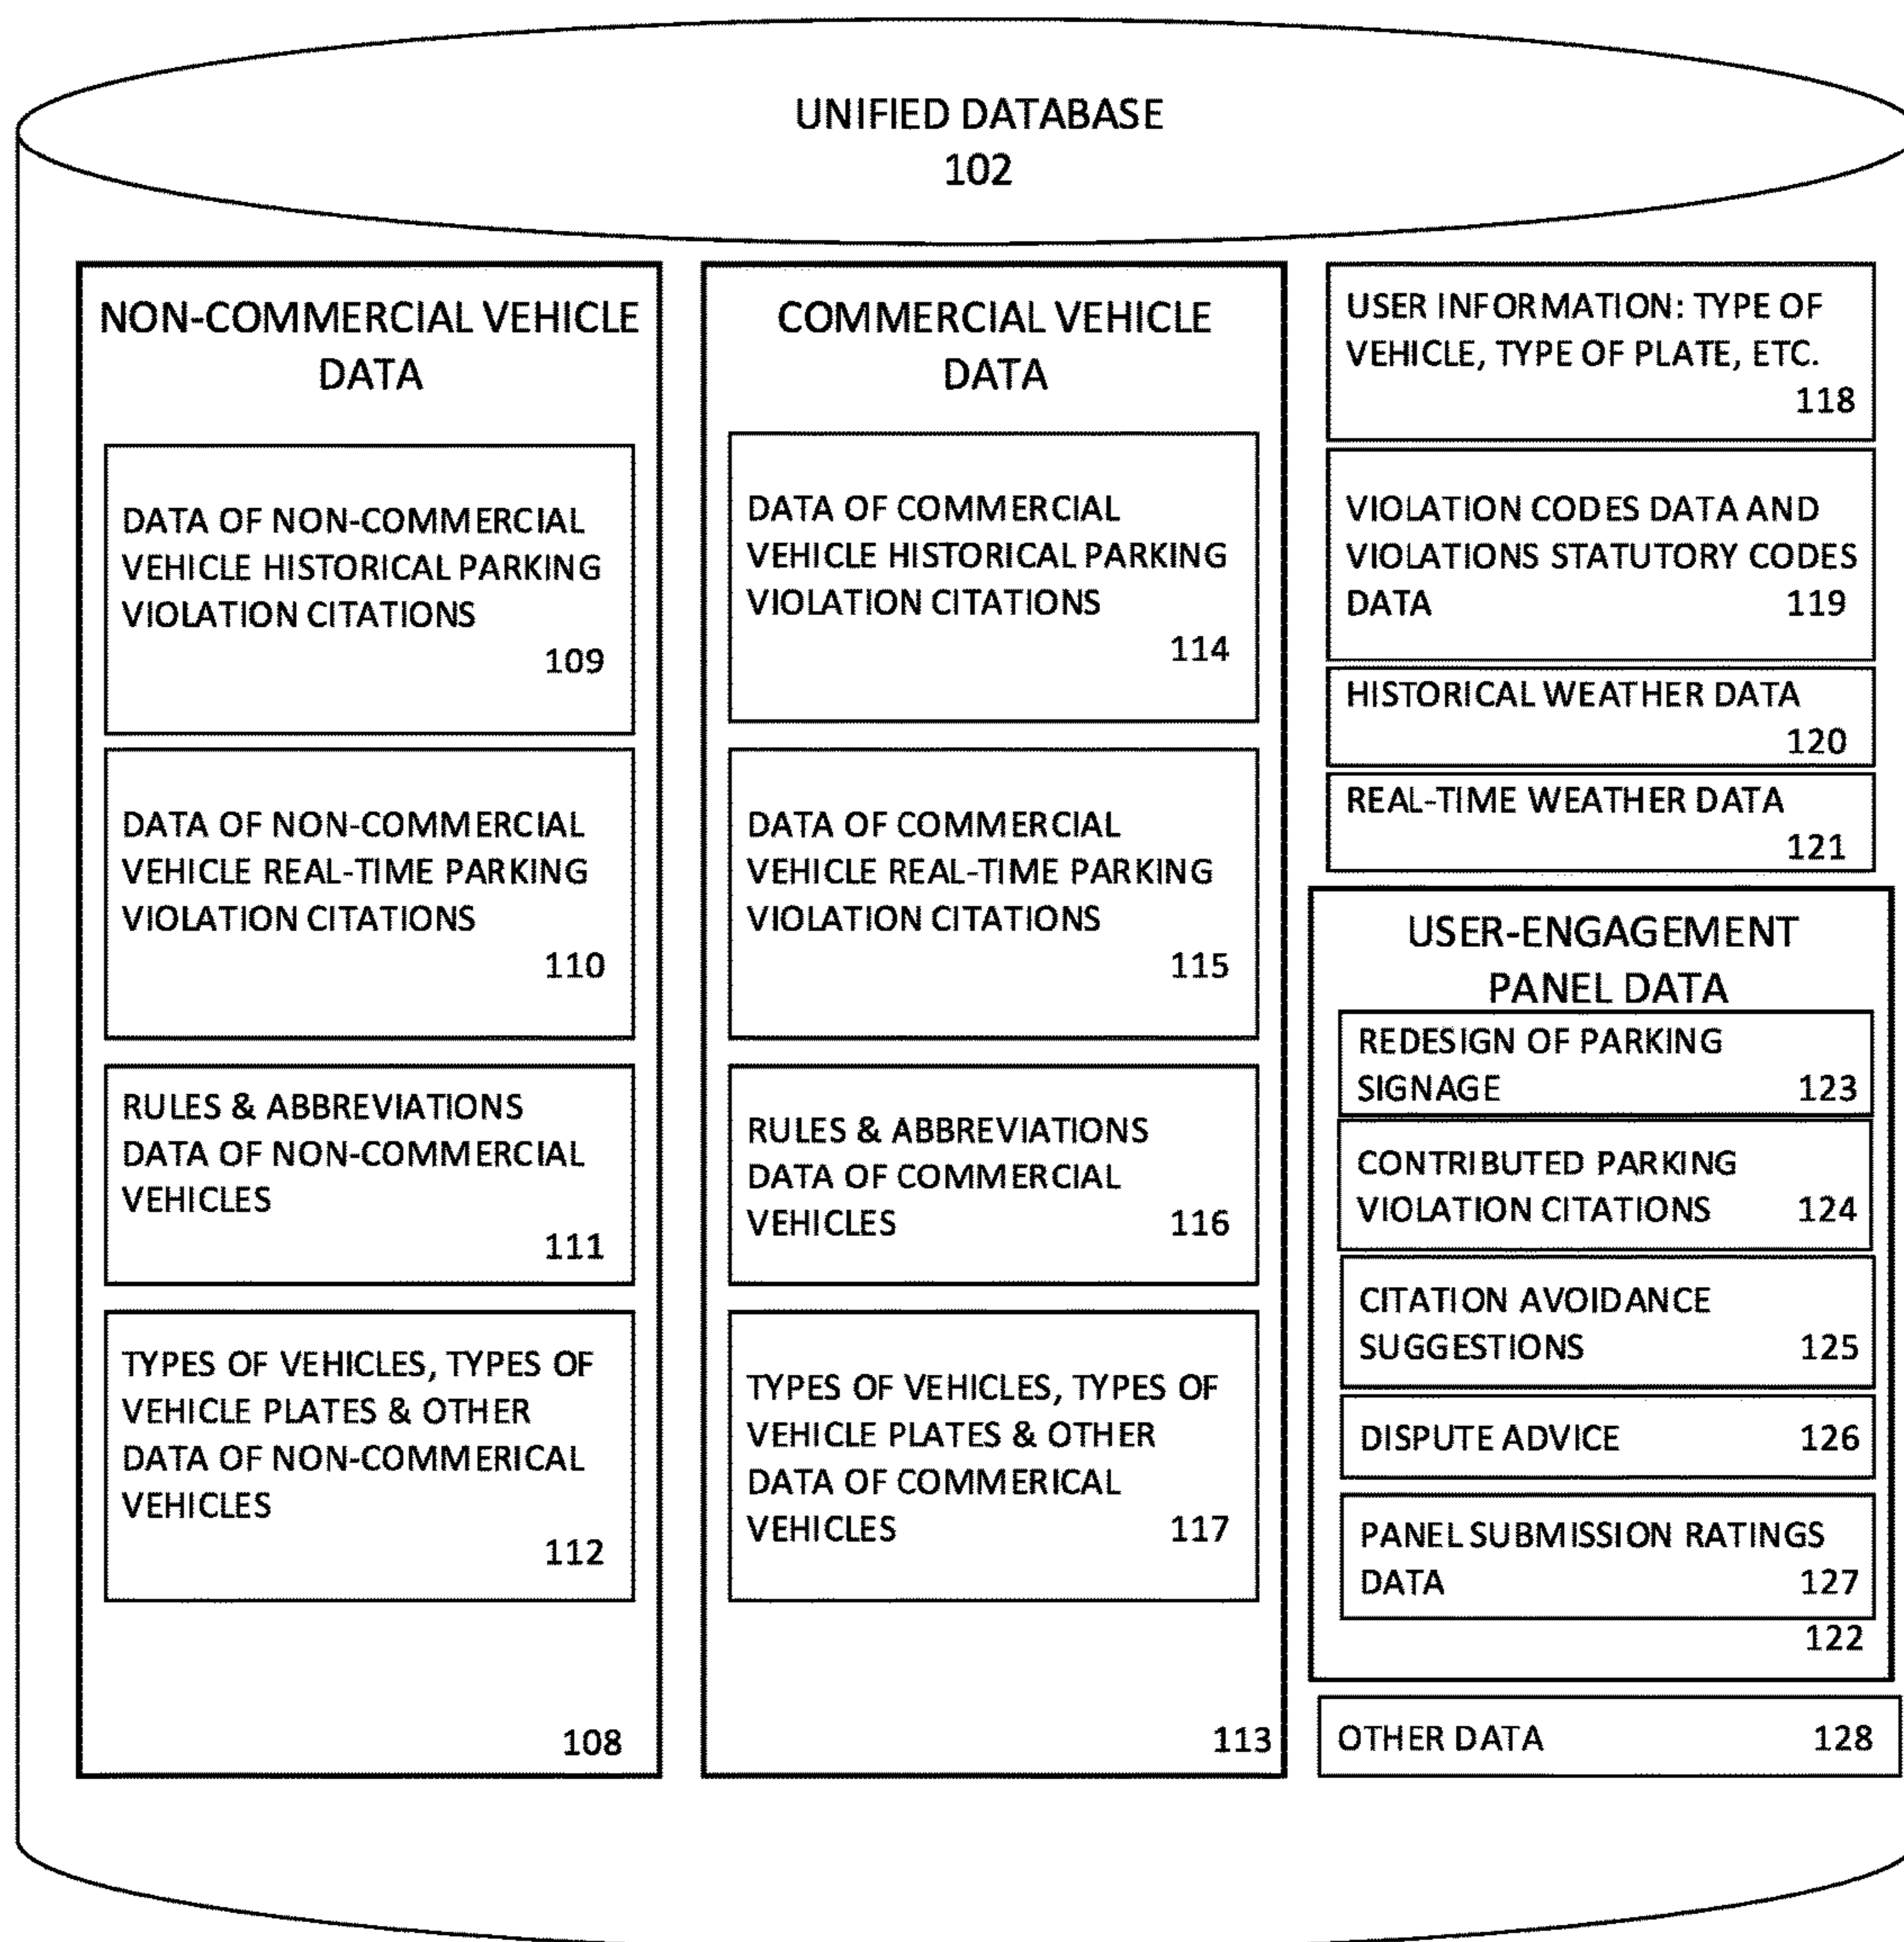 UNIFIED DATABASE
102
NON-COMMERCIAL VEHICLE
DATA
DATA OF NON-COMMERCIAL
VEHICLE HISTORICAL PARKING
VIOLATION CITATIONS
109
DATA OF NON-COMMERCIAL
VEHICLE REAL-TIME PARKING
VIOLATION CITATIONS
110
RULES & ABBREVIATIONS
DATA OF NON-COMMERCIAL
VEHICLES
111
TYPES OF VEHICLES, TYPES OF
VEHICLE PLATES & OTHER
DATA OF NON-COMMERICAL
VEHICLES
112
108
COMMERCIAL VEHICLE
DATA
DATA OF COMMERCIAL
VEHICLE HISTORICAL PARKING
VIOLATION CITATIONS
114
DATA OF COMMERCIAL
VEHICLE REAL-TIME PARKING
VIOLATION CITATIONS
115
RULES & ABBREVIATIONS
DATA OF COMMERCIAL
VEHICLES 116
TYPES OF VEHICLES, TYPES OF
VEHICLE PLATES & OTHER
DATA OF COMMERICAL
VEHICLES 117
113
USER INFORMATION: TYPE OF
VEHICLE, TYPE OF PLATE, ETC.
118
VIOLATION CODES DATA AND
VIOLATIONS STATUTORY CODES
DATA 119
HISTORICAL WEATHER DATA
120
REAL-TIME WEATHER DATA
121
USER-ENGAGEMENT
PANEL DATA
REDESIGN OF PARKING
SIGNAGE 123
CONTRIBUTED PARKING
VIOLATION CITATIONS 124
CITATION AVOIDANCE
SUGGESTIONS 125
DISPUTE ADVICE 126
PANEL SUBMISSION RATINGS
DATA 127
122
OTHER DATA 128